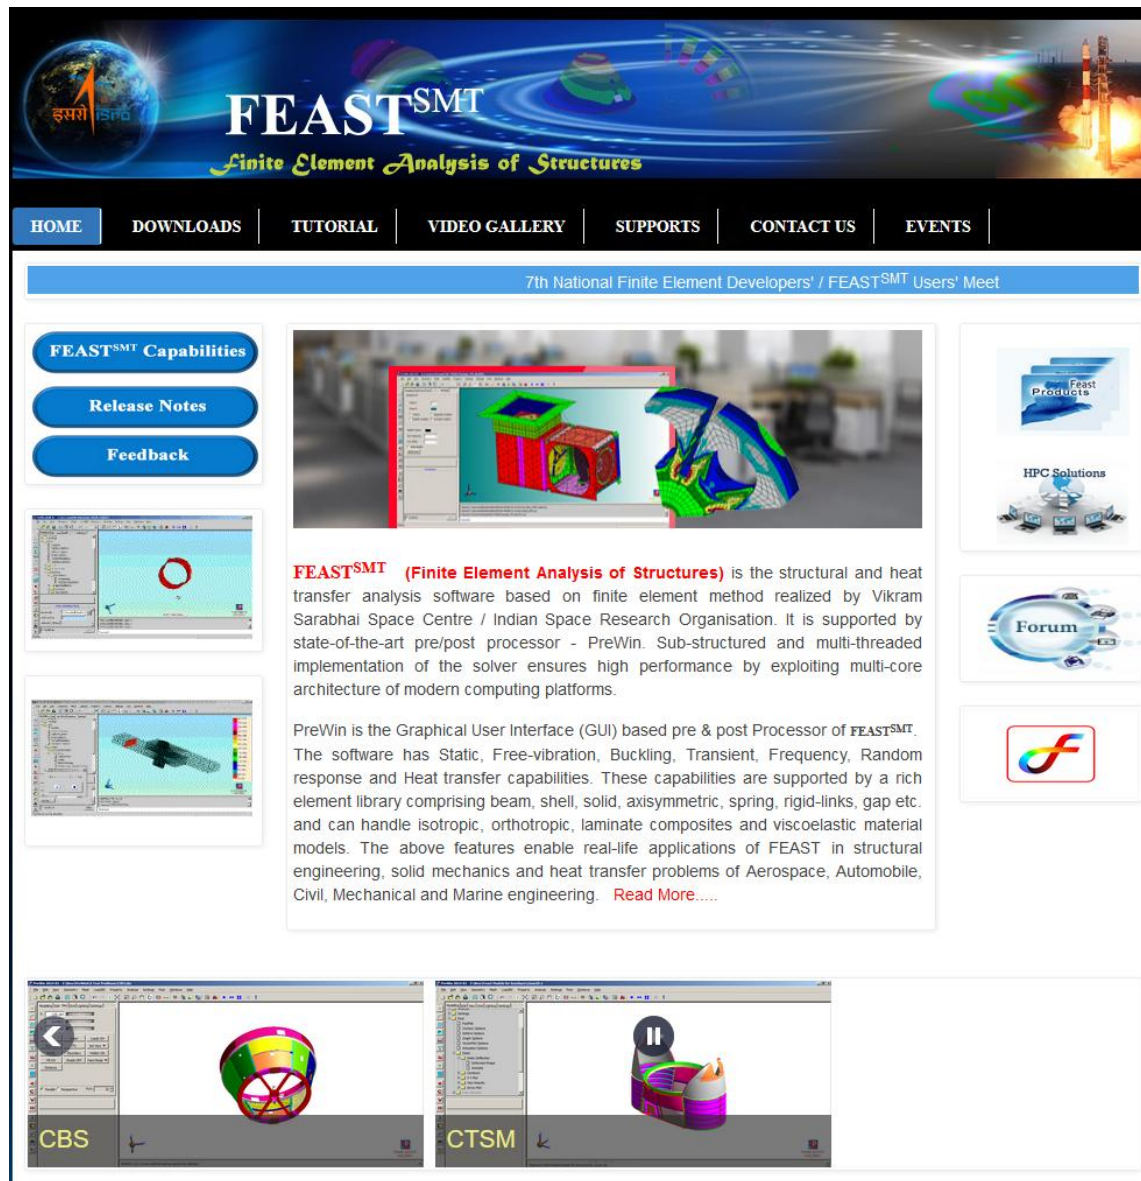 इसरो isro
FEASTSMT
Finite Element Analysis of Structures
HOME
DOWNLOADS
TUTORIAL
VIDEO GALLERY
SUPPORTS
CONTACT US
EVENTS
7th National Finite Element Developers' / FEASTSMT Users' Meet
FEASTSMT Capabilities
Release Notes
Feedback
FEASTSMT (Finite Element Analysis of Structures) is the structural and heat
transfer analysis software based on finite element method realized by Vikram
Sarabhai Space Centre / Indian Space Research Organisation. It is supported by
state-of-the-art pre/post processor - PreWin. Sub-structured and multi-threaded
implementation of the solver ensures high performance by exploiting multi-core
architecture of modern computing platforms.
PreWin is the Graphical User Interface (GUI) based pre & post Processor of FEASTSMT.
The software has Static, Free-vibration, Buckling, Transient, Frequency, Random
response and Heat transfer capabilities. These capabilities are supported by a rich
element library comprising beam, shell, solid, axisymmetric, spring, rigid-links, gap etc.
and can handle isotropic, orthotropic, laminate composites and viscoelastic material
models. The above features enable real-life applications of FEAST in structural
engineering, solid mechanics and heat transfer problems of Aerospace, Automobile,
Civil, Mechanical and Marine engineering. Read More.....
Feast
Products
HPC Solutions
Forum
CBS
CTSM